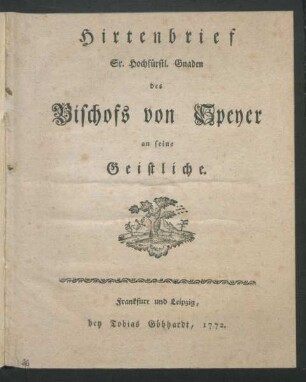 Hirtenbrief
Sr. Hochfürstl. Gnaden
des
Bischofs von Speyer
an seine
Geistliche.
Frankfurt und Leipzig,
bey Tobias Göbhardt, 1772.